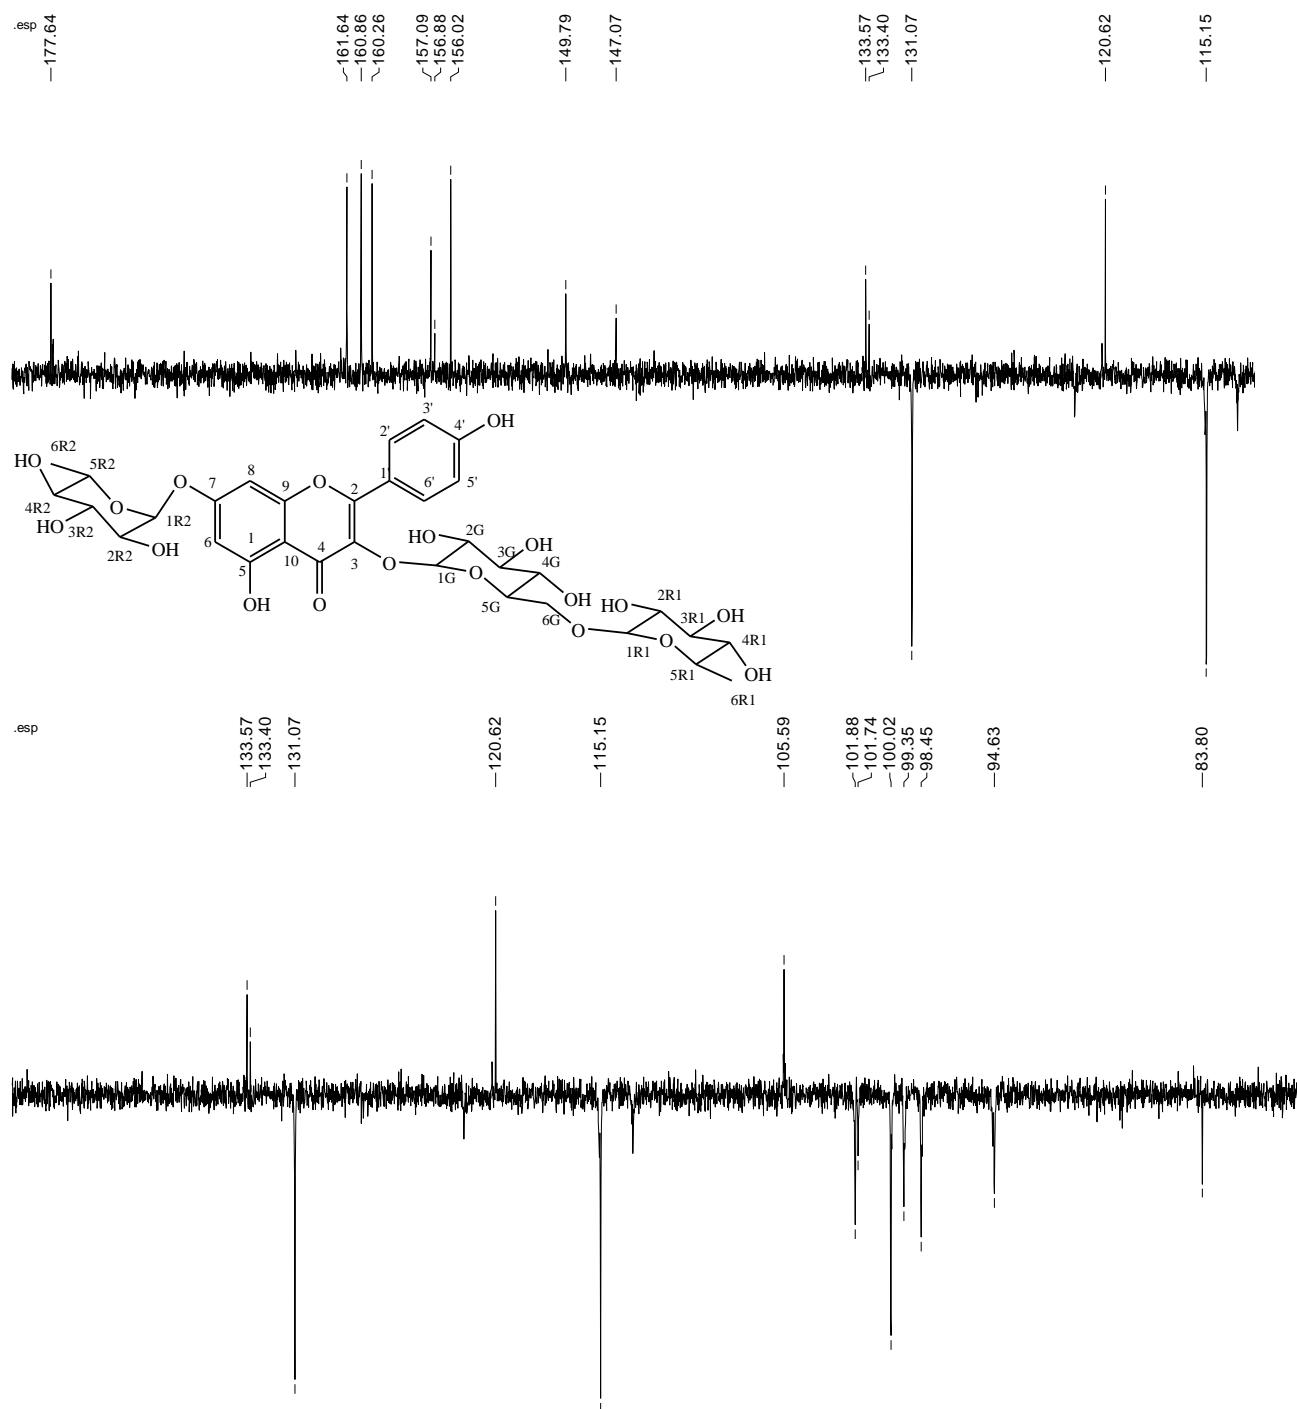 .esp
177.64
161.64
160.86
160.26
157.09
156.88
156.02
149.79
147.07
133.57
133.40
131.07
120.62
115.15
3'
OH
2'
4'
6R2
HO
5R2
8
1'
6'
5'
O
7
9
O
2
O
4R2
HO
3R2
1R2
2R2
OH
6
1
5
10
4
3
OH
O
O
HO
2G
3G
OH
4G
1G
O
5G
OH
6G
O
HO
2R1
3R1
OH
1R1
O
4R1
5R1
OH
6R1
.esp
133.57
133.40
131.07
120.62
115.15
105.59
101.88
101.74
100.02
99.35
98.45
94.63
83.80